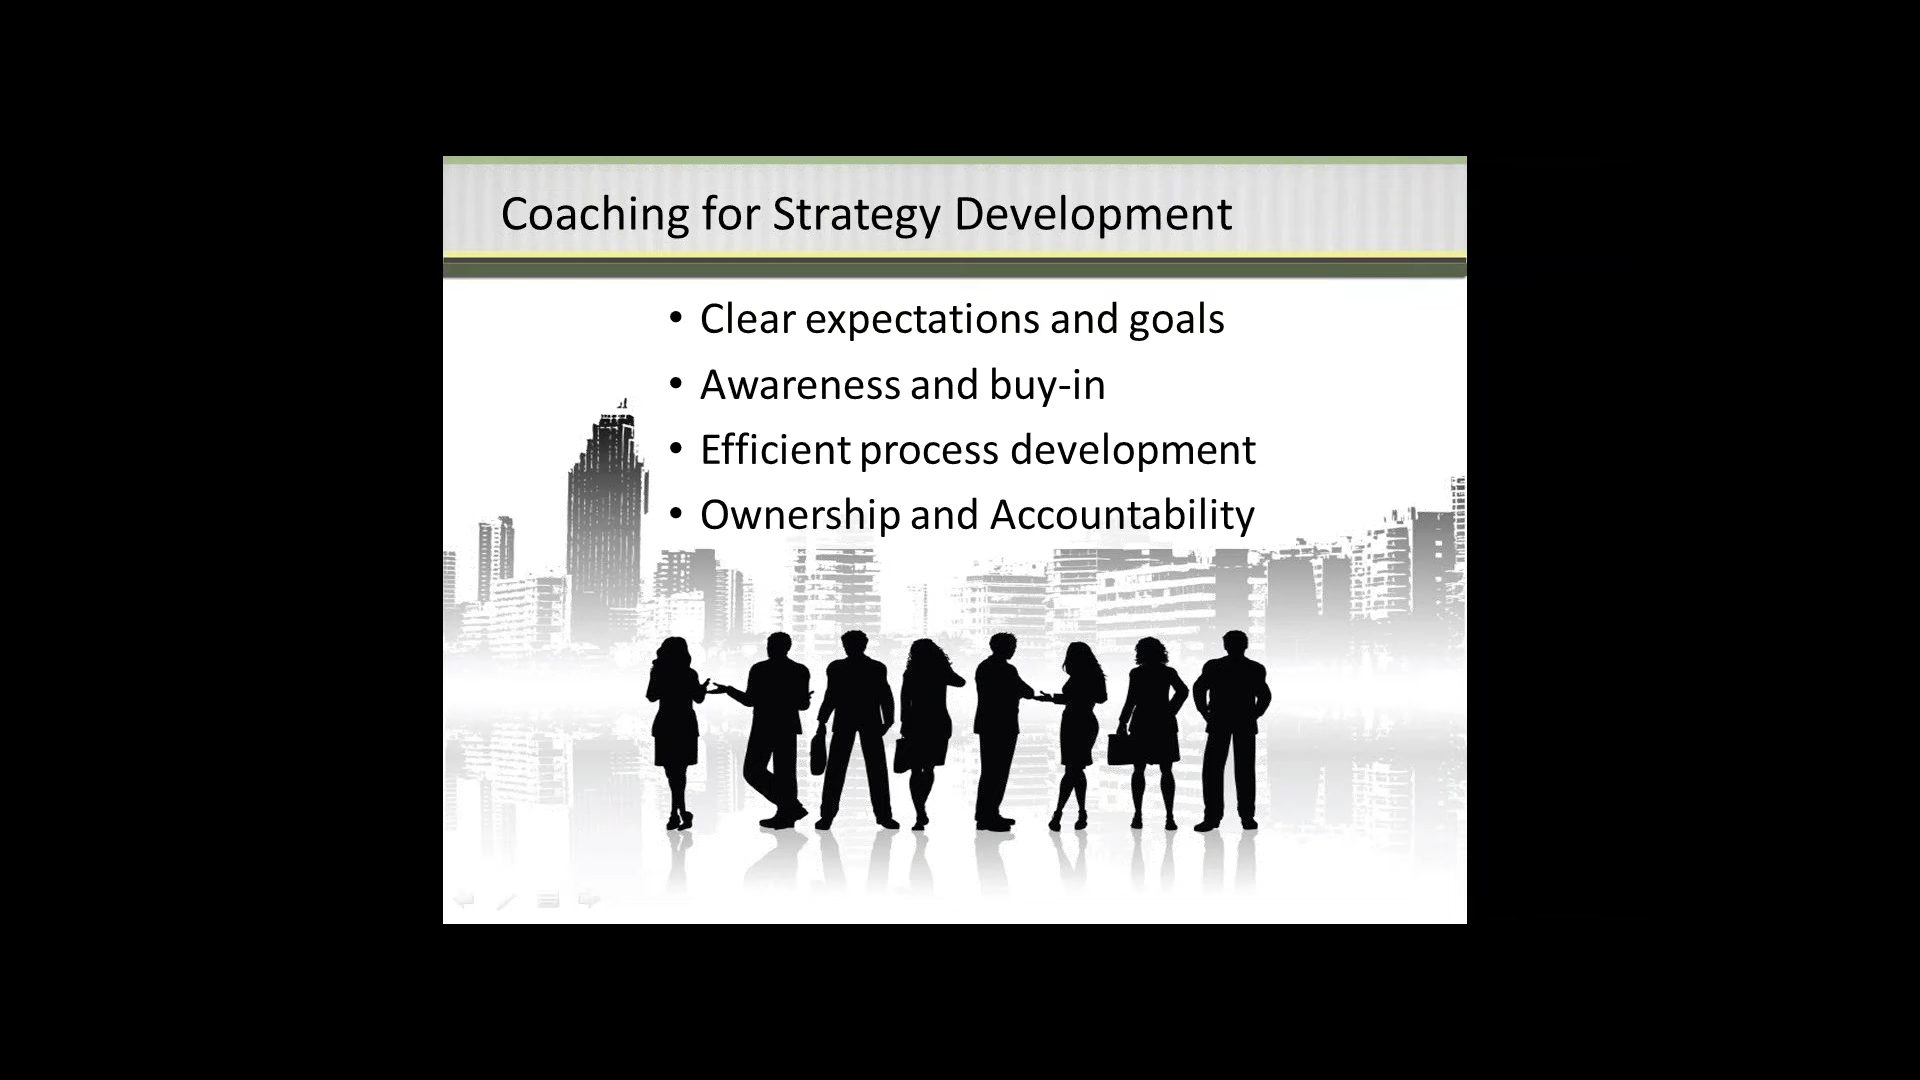 Coaching for Strategy Development
• Clear expectations and goals
• Awareness and buy-in
• Efficient process development
• Ownership and Accountability